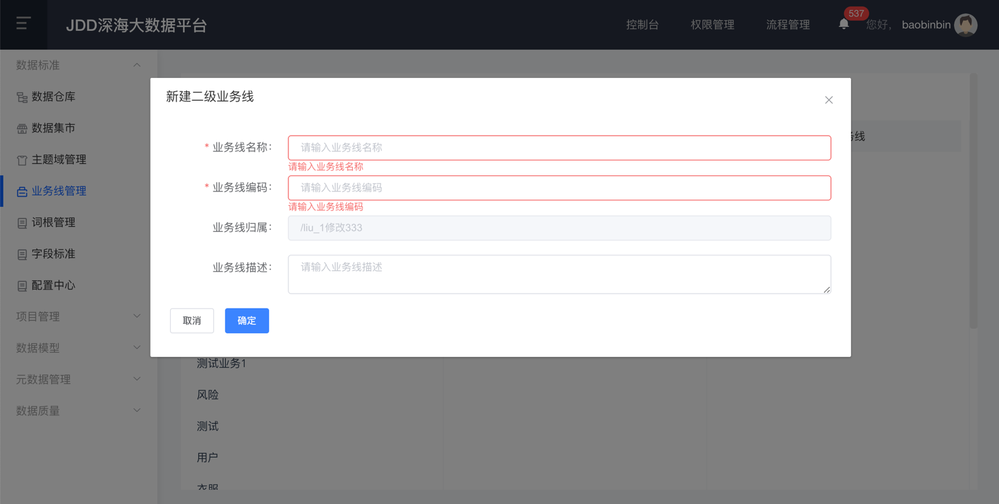 JDD深海大数据平台
控制台
权限管理
流程管理
537
您好， baobinbin
数据标准
数据仓库
数据集市
主题域管理
业务线管理
词根管理
字段标准
配置中心
项目管理
数据模型
元数据管理
数据质量
新建二级业务线
* 业务线名称：
请输入业务线名称
请输入业务线名称
* 业务线编码：
请输入业务线编码
请输入业务线编码
业务线归属：
/liu_1修改333
业务线描述：
请输入业务线描述
取消
确定
线
测试业务1
风险
测试
用户
衣服